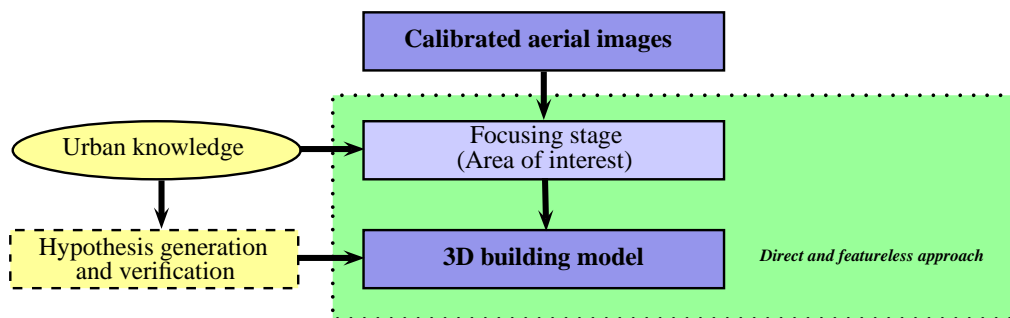 Calibrated aerial images
Urban knowledge
Focusing stage
(Area of interest)
Hypothesis generation
and verification
3D building model
Direct and featureless approach